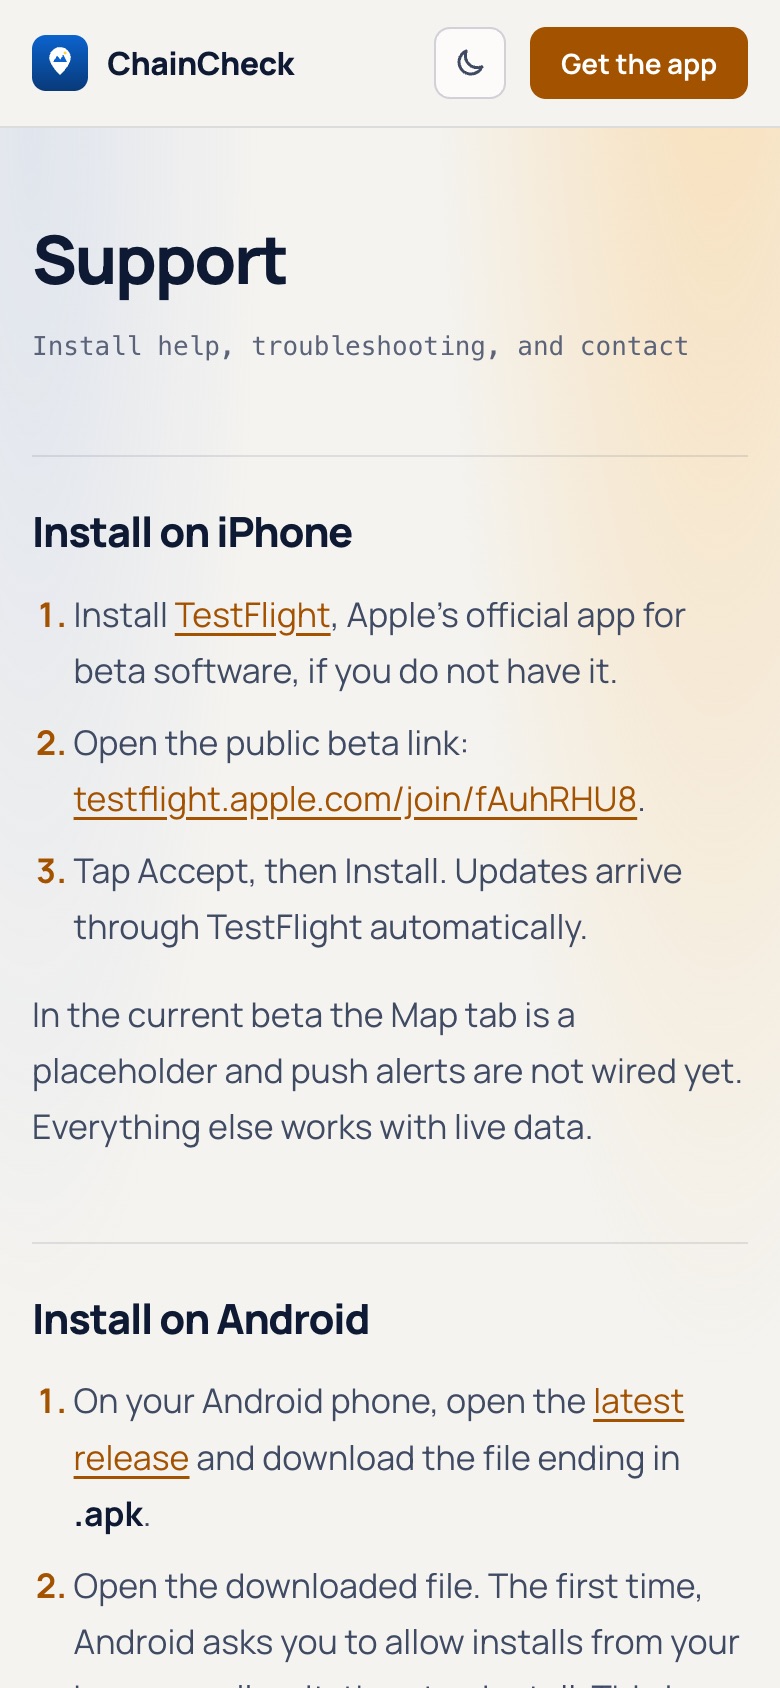 ChainCheck
Get the app
Support
Install help, troubleshooting, and contact
Install on iPhone
1. Install TestFlight, Apple’s official app for
beta software, if you do not have it.
2. Open the public beta link:
testflight.apple.com/join/fAuhRHU8.
3. Tap Accept, then Install. Updates arrive
through TestFlight automatically.
In the current beta the Map tab is a
placeholder and push alerts are not wired yet.
Everything else works with live data.
Install on Android
1. On your Android phone, open the latest
release and download the file ending in
.apk.
2. Open the downloaded file. The first time,
Android asks you to allow installs from your